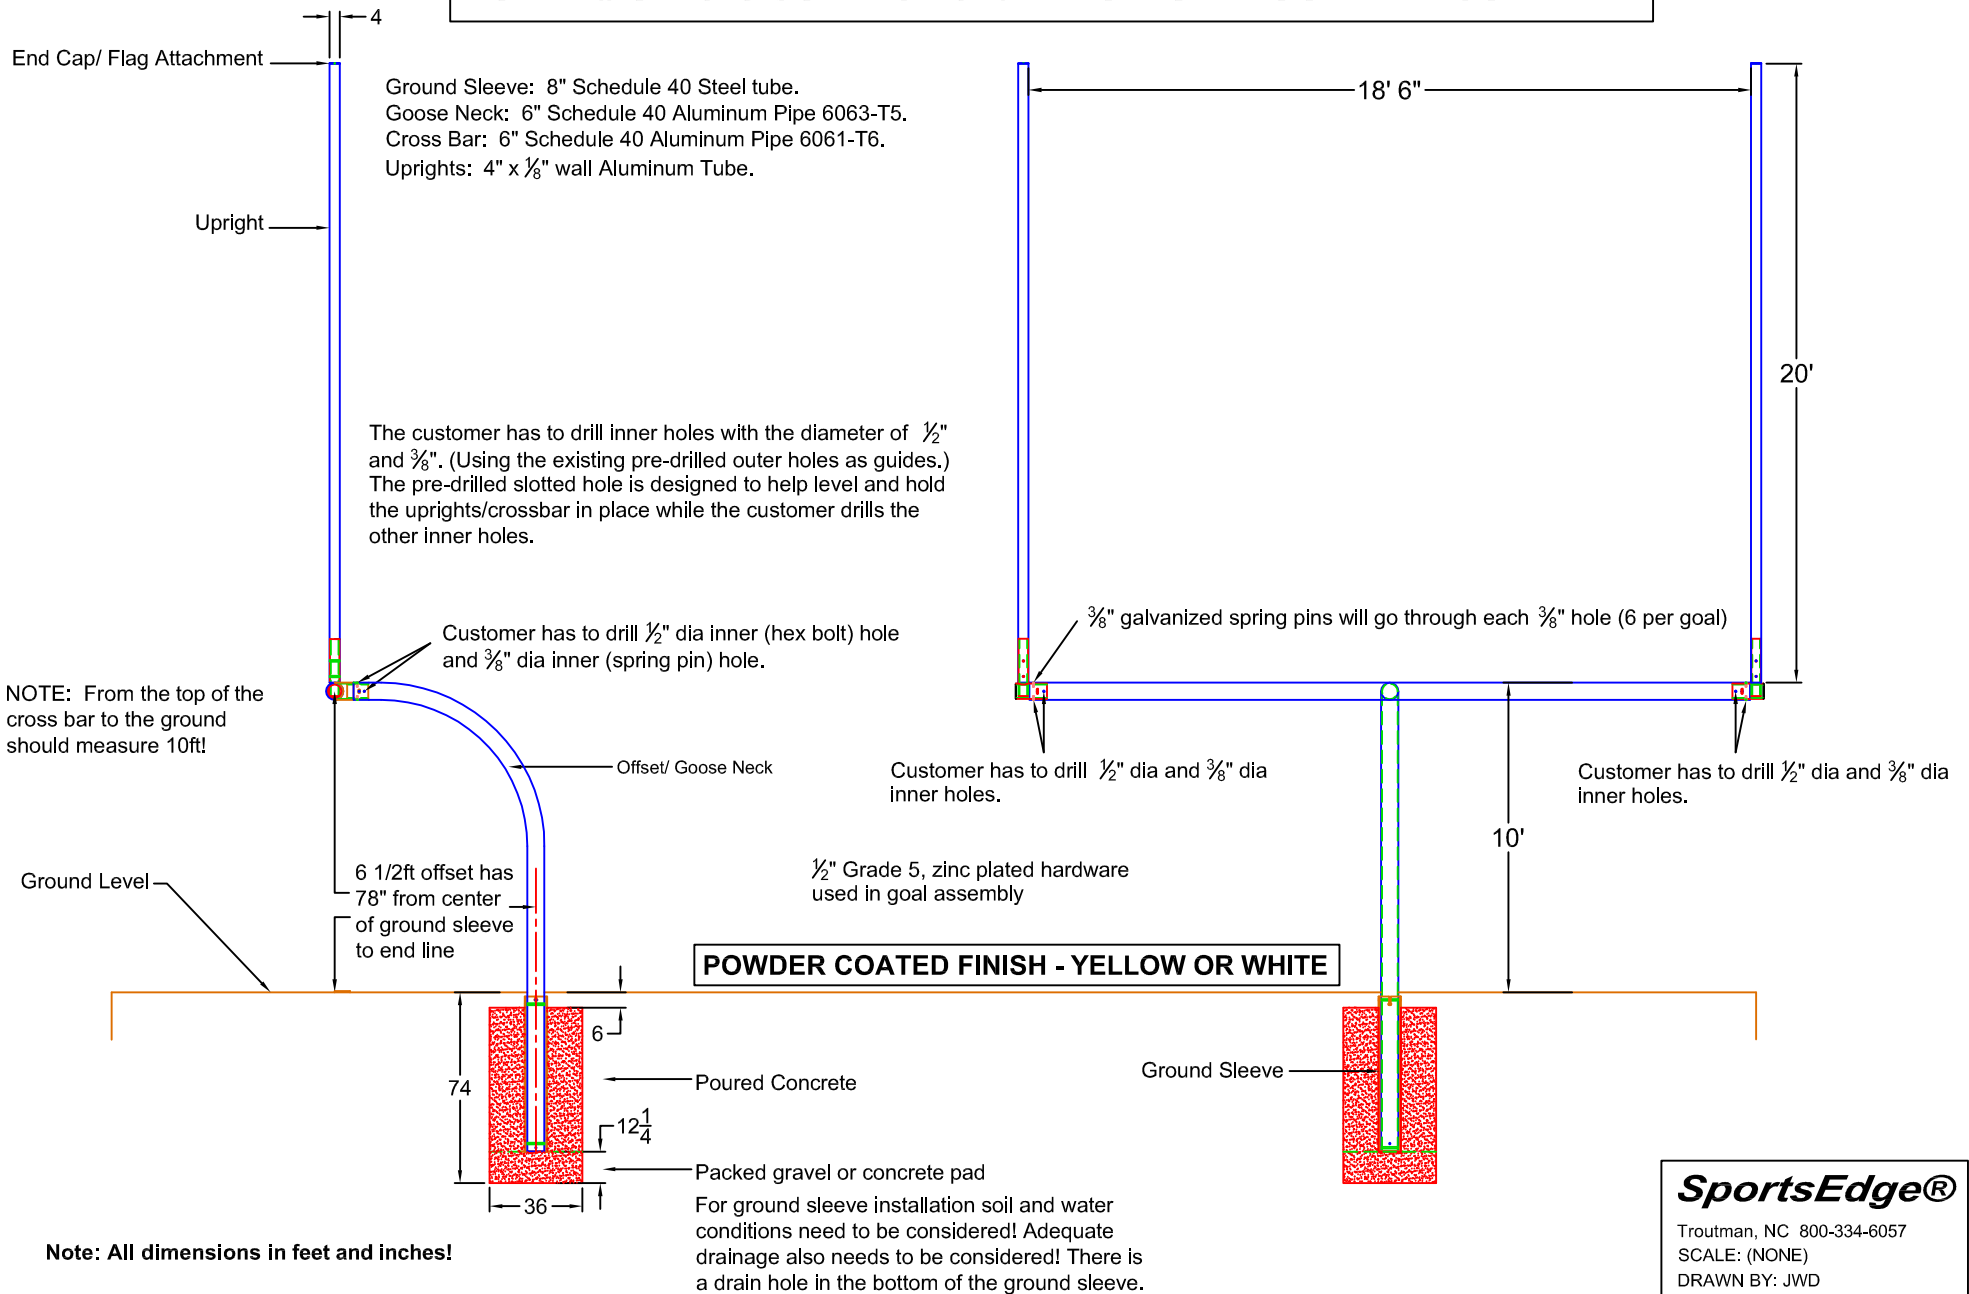 4
End Cap/ Flag Attachment
Ground Sleeve: 8" Schedule 40 Steel tube.
Goose Neck: 6" Schedule 40 Aluminum Pipe 6063-T5.
Cross Bar: 6" Schedule 40 Aluminum Pipe 6061-T6.
Uprights: 4" x 1/8" wall Aluminum Tube.
18' 6"
Upright
20'
The customer has to drill inner holes with the diameter of 1/2"
and 3/8". (Using the existing pre-drilled outer holes as guides.)
The pre-drilled slotted hole is designed to help level and hold
the uprights/crossbar in place while the customer drills the
other inner holes.
Customer has to drill 1/2" dia inner (hex bolt) hole
and 3/8" dia inner (spring pin) hole.
3/8" galvanized spring pins will go through each 3/8" hole (6 per goal)
NOTE: From the top of the
cross bar to the ground
should measure 10ft!
Offset/ Goose Neck
Customer has to drill 1/2" dia and 3/8" dia
inner holes.
Customer has to drill 1/2" dia and 3/8" dia
inner holes.
10'
6 1/2ft offset has
78" from center
of ground sleeve
to end line
Ground Level
1/2" Grade 5, zinc plated hardware
used in goal assembly
POWDER COATED FINISH - YELLOW OR WHITE
6
74
Poured Concrete
Ground Sleeve
12 1/4
Packed gravel or concrete pad
36
For ground sleeve installation soil and water
conditions need to be considered! Adequate
drainage also needs to be considered! There is
a drain hole in the bottom of the ground sleeve.
Note: All dimensions in feet and inches!
SportsEdge®
Troutman, NC 800-334-6057
SCALE: (NONE)
DRAWN BY: JWD